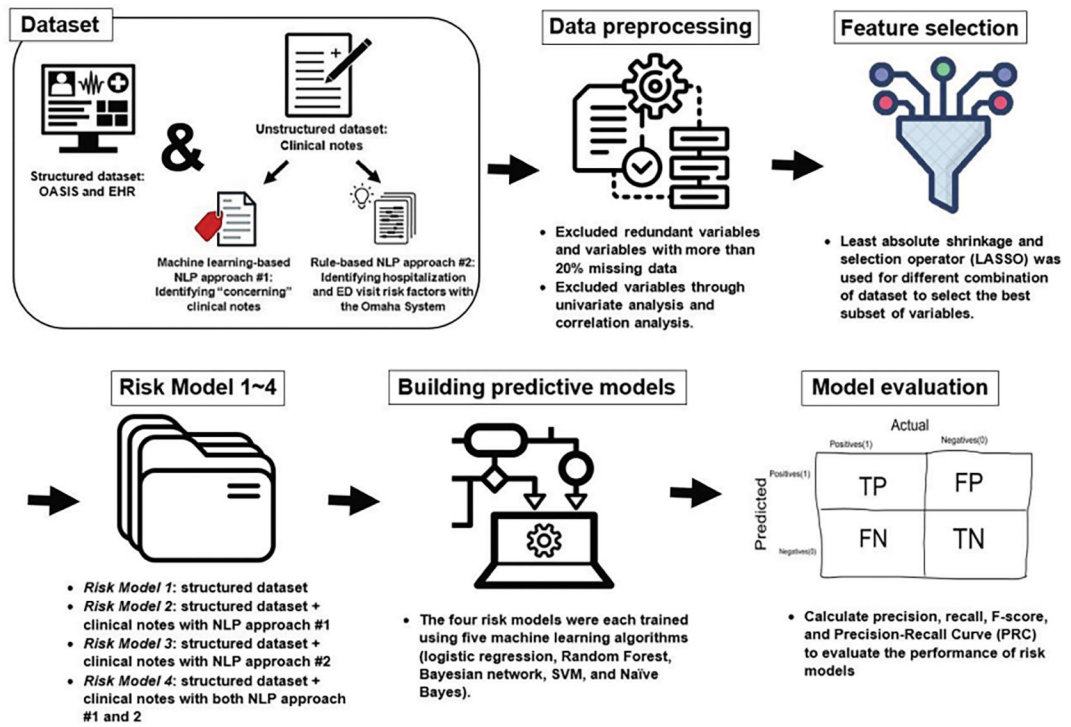 Dataset
Structured dataset:
OASIS and EHR
&
Unstructured dataset:
Clinical notes
Machine learning-based
NLP approach #1:
Identifying “concerning”
clinical notes
Rule-based NLP approach #2:
Identifying hospitalization
and ED visit risk factors with
the Omaha System
Data preprocessing
• Excluded redundant variables
and variables with more than
20% missing data
• Excluded variables through
univariate analysis and
correlation analysis.
Feature selection
• Least absolute shrinkage and
selection operator (LASSO) was
used for different combination
of dataset to select the best
subset of variables.
Risk Model 1~4
• Risk Model 1: structured dataset
• Risk Model 2: structured dataset +
clinical notes with NLP approach #1
• Risk Model 3: structured dataset +
clinical notes with NLP approach #2
• Risk Model 4: structured dataset +
clinical notes with both NLP approach
#1 and 2
Building predictive models
• The four risk models were each trained
using five machine learning algorithms
(logistic regression, Random Forest,
Bayesian network, SVM, and Naïve
Bayes).
Model evaluation
Actual
Positives(1) Negatives(0)
Predicted
Positives(1) TP FP
Negatives(0) FN TN
• Calculate precision, recall, F-score,
and Precision-Recall Curve (PRC)
to evaluate the performance of risk
models